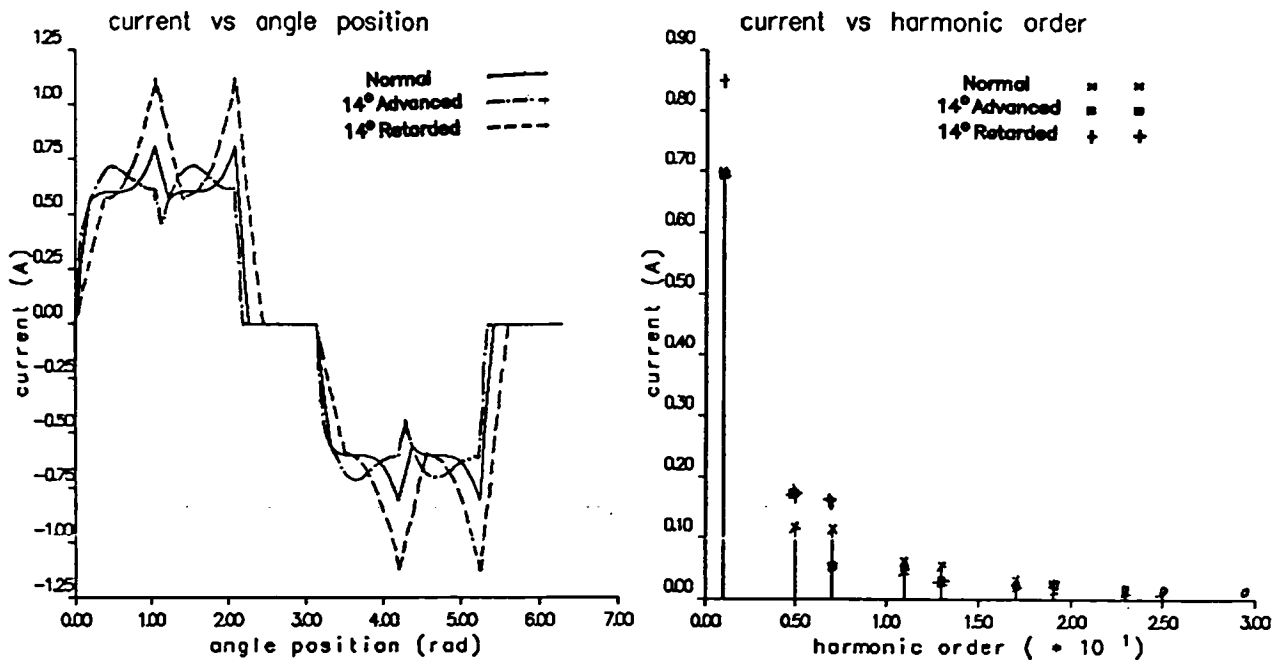 current vs angle position
1.25
1.00
0.75
0.50
0.25
0.00
-0.25
-0.50
-0.75
-1.00
-1.25
current (A)
Normal
14° Advanced
14° Retarded
0.00 1.00 2.00 3.00 4.00 5.00 6.00 7.00
angle position (rad)
current vs harmonic order
0.90
0.80
0.70
0.60
0.50
0.40
0.30
0.20
0.10
0.00
current (A)
Normal
14° Advanced
14° Retarded
0.00 0.50 1.00 1.50 2.00 2.50 3.00
harmonic order ( * 10 1 )